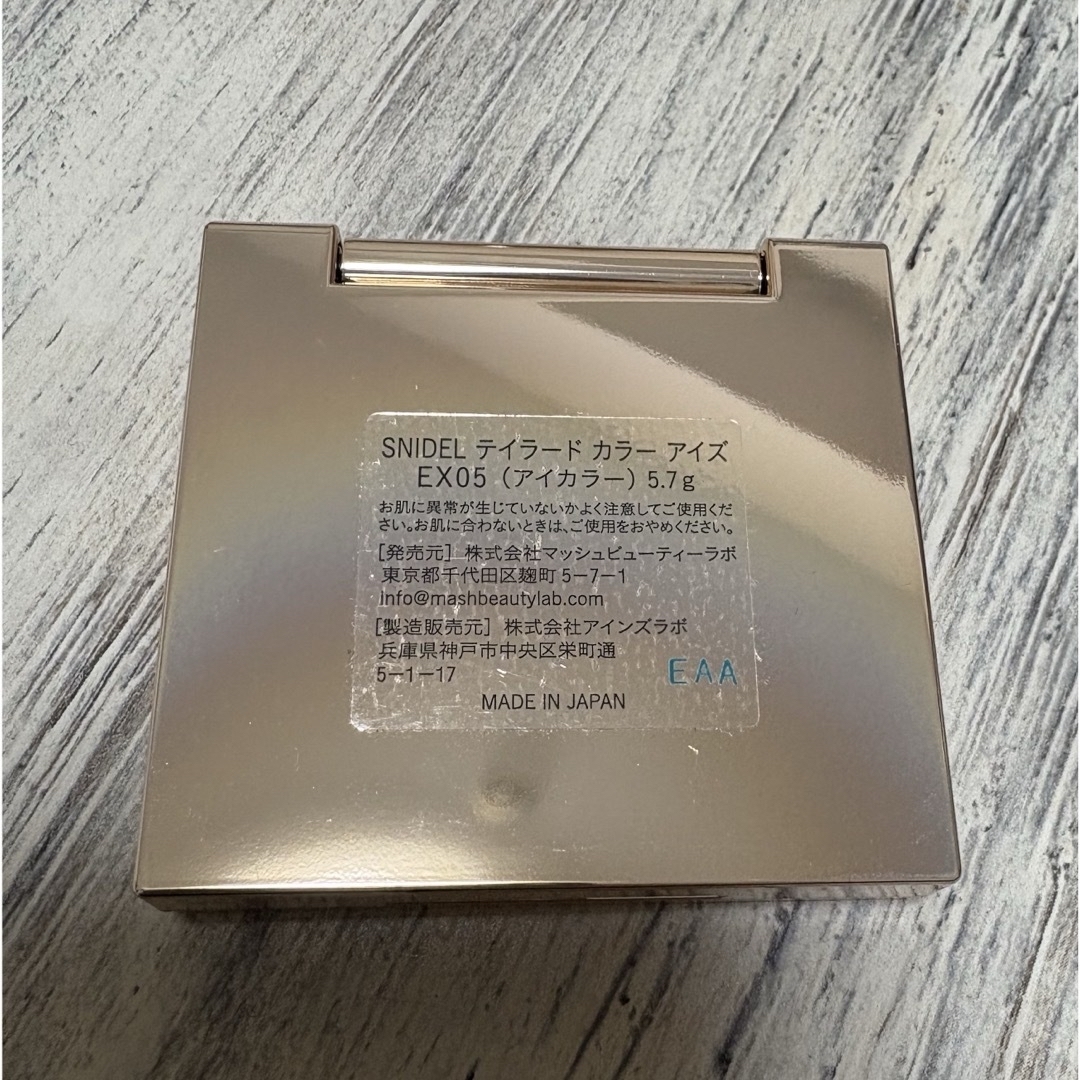 SNIDEL テイラード カラー アイズ
EX05 (アイカラー) 5.7g
お肌に異常が生じていないかよく注意してご使用くだ
さい。お肌に合わないときは、ご使用をおやめください。
[発売元] 株式会社マッシュビューティーラボ
東京都千代田区麹町5-7-1
info@mashbeautylab.com
[製造販売元] 株式会社アインズラボ
兵庫県神戸市中央区栄町通
5-1-17 EAA
MADE IN JAPAN